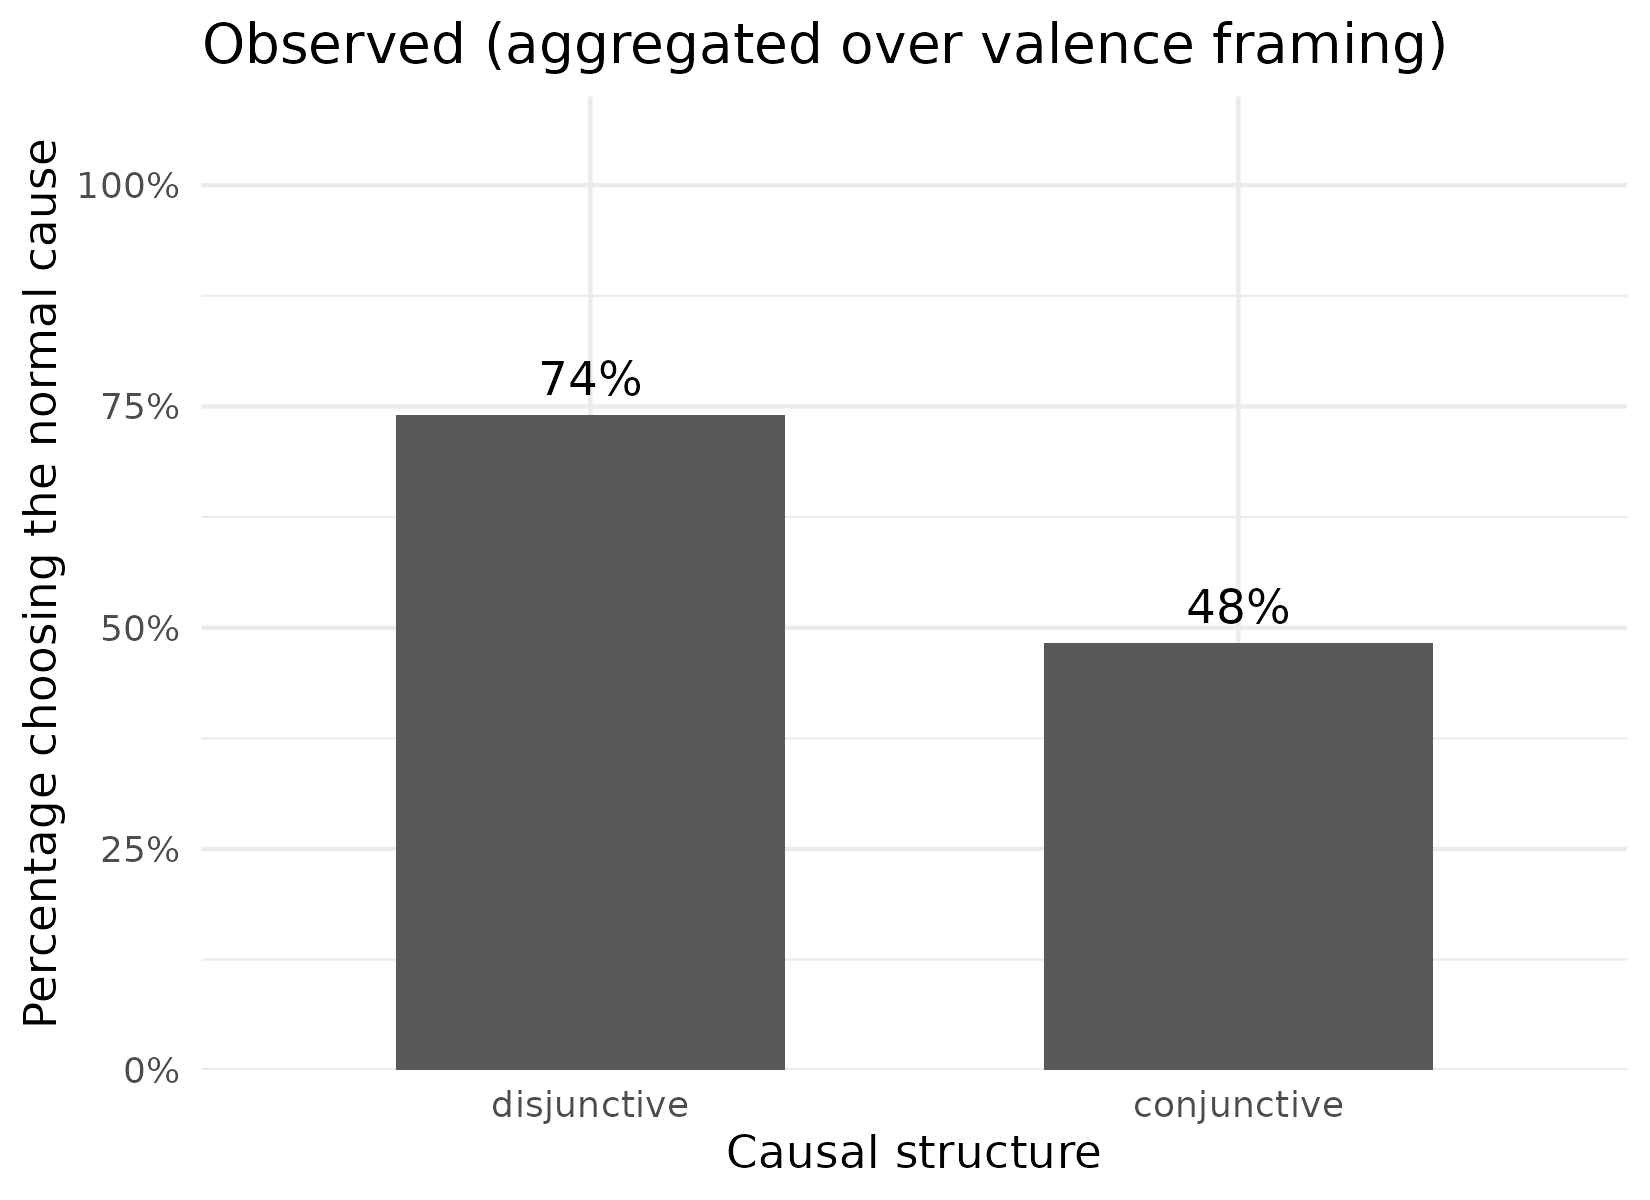 Observed (aggregated over valence framing)
Percentage choosing the normal cause
100%
75%
50%
25%
0%
74%
48%
disjunctive
conjunctive
Causal structure